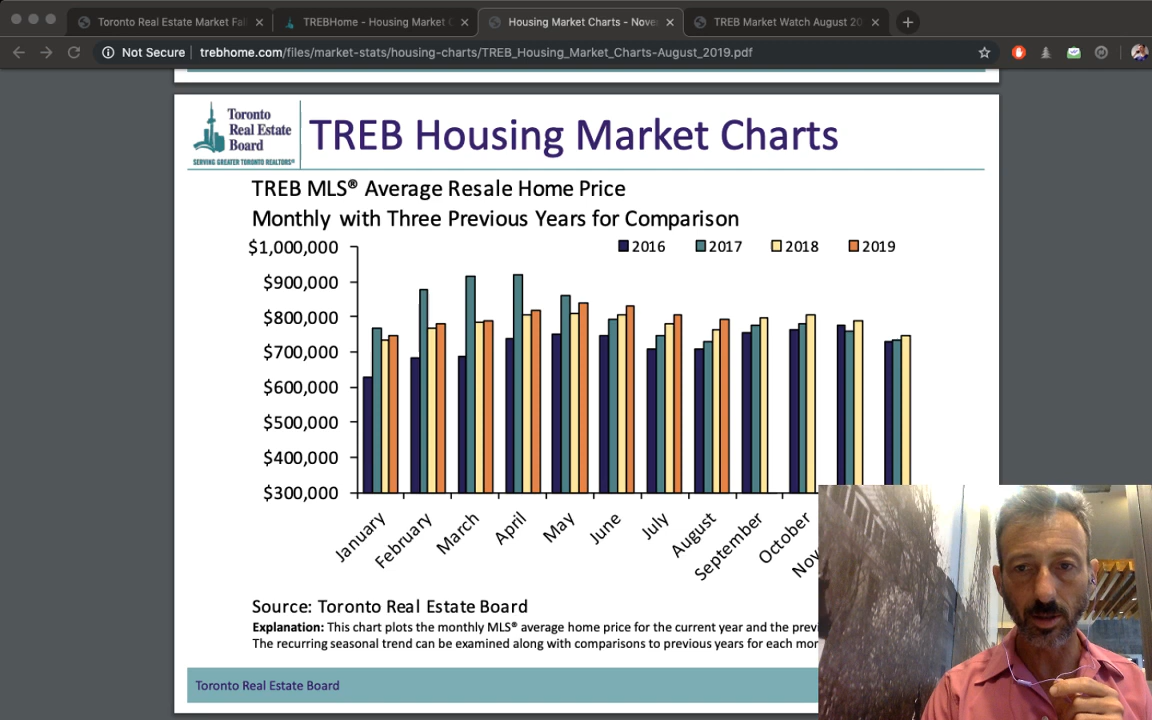 Toronto Real Estate Market Fal
TREBHome - Housing Market C
Housing Market Charts - Nove
TREB Market Watch August 20
Not Secure | trebhome.com/files/market-stats/housing-charts/TREB_Housing_Market_Charts-August_2019.pdf
Toronto
Real Estate
Board
SERVING GREATER TORONTO REALTORS®
TREB Housing Market Charts
TREB MLS® Average Resale Home Price
Monthly with Three Previous Years for Comparison
2016 2017 2018 2019
$1,000,000
$900,000
$800,000
$700,000
$600,000
$500,000
$400,000
$300,000
January February March April May June July August September October Nov
Source: Toronto Real Estate Board
Explanation: This chart plots the monthly MLS® average home price for the current year and the previ
The recurring seasonal trend can be examined along with comparisons to previous years for each mor
Toronto Real Estate Board